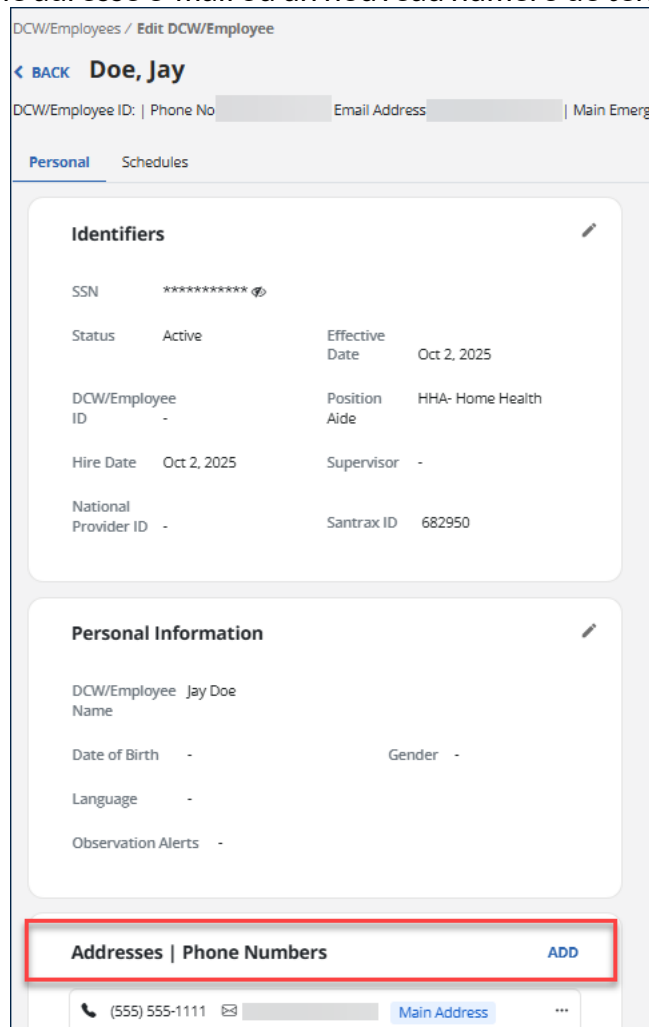 DCW/Employees / Edit DCW/Employee
< BACK Doe, Jay
DCW/Employee ID: | Phone No Email Address | Main Emerg
Personal Schedules
Identifiers
SSN ***********
Status Active Effective Date Oct 2, 2025
DCW/Employee ID - Position HHA- Home Health Aide
Hire Date Oct 2, 2025 Supervisor -
National Provider ID - Santrax ID 682950
Personal Information
DCW/Employee Name Jay Doe
Date of Birth - Gender -
Language -
Observation Alerts -
Addresses | Phone Numbers ADD
(555) 555-1111 Main Address ...